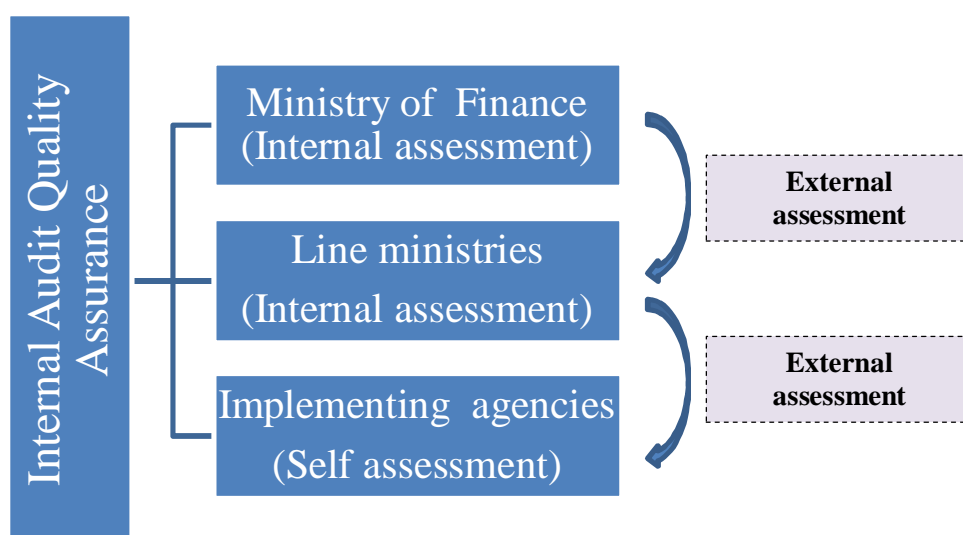 Internal Audit Quality
Assurance
Ministry of Finance
(Internal assessment)
Line ministries
(Internal assessment)
Implementing agencies
(Self assessment)
External
assessment
External
assessment